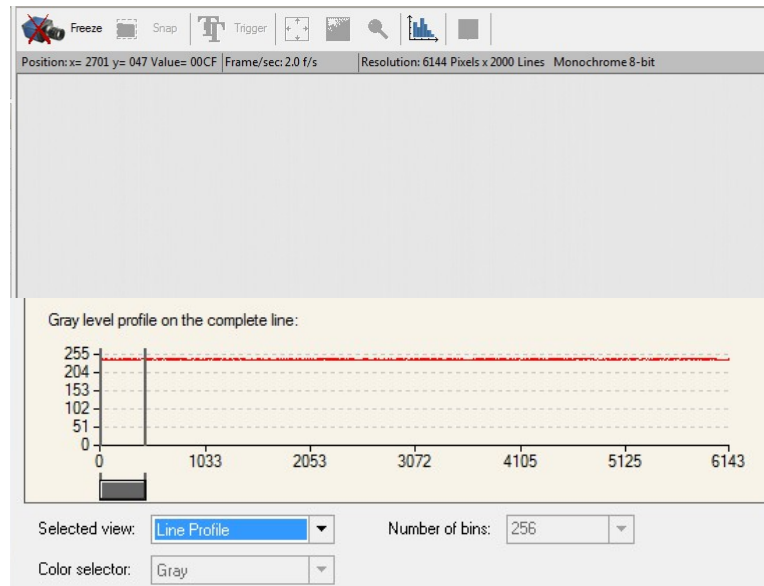 Freeze Snap Trigger
Position: x= 2701 y= 047 Value= 00CF Frame/sec: 2.0 f/s Resolution: 6144 Pixels x 2000 Lines Monochrome 8-bit
Gray level profile on the complete line:
255
204
153
102
51
0
0 1033 2053 3072 4105 5125 6143
Selected view: Line Profile Number of bins: 256
Color selector: Gray